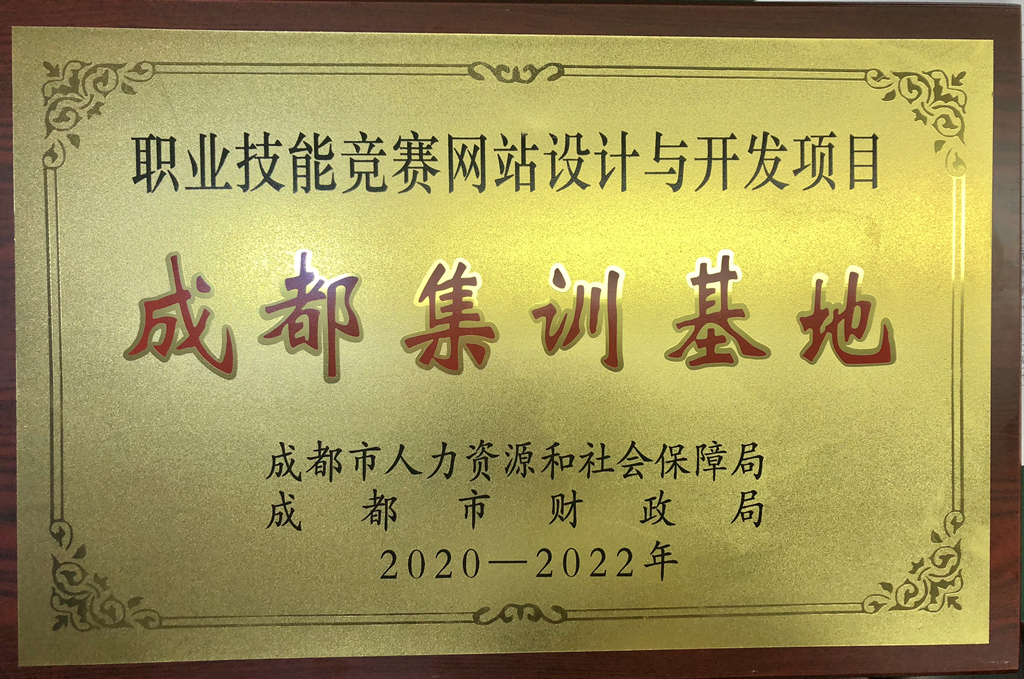 职业技能竞赛网站设计与开发项目
成都集训基地
成都市人力资源和社会保障局
成都市财政局
2020—2022年